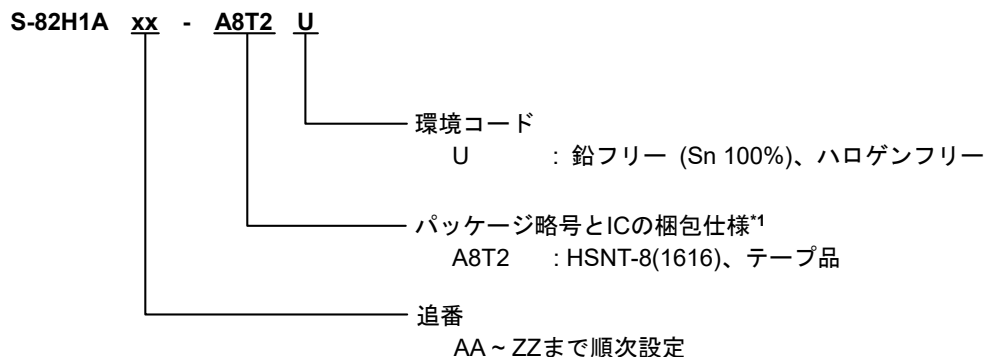 S-82H1A xx - A8T2 U
環境コード
U : 鉛フリー (Sn 100%)、ハロゲンフリー
パッケージ略号とICの梱包仕様*1
A8T2 : HSNT-8(1616)、テープ品
追番
AA ~ ZZまで順次設定